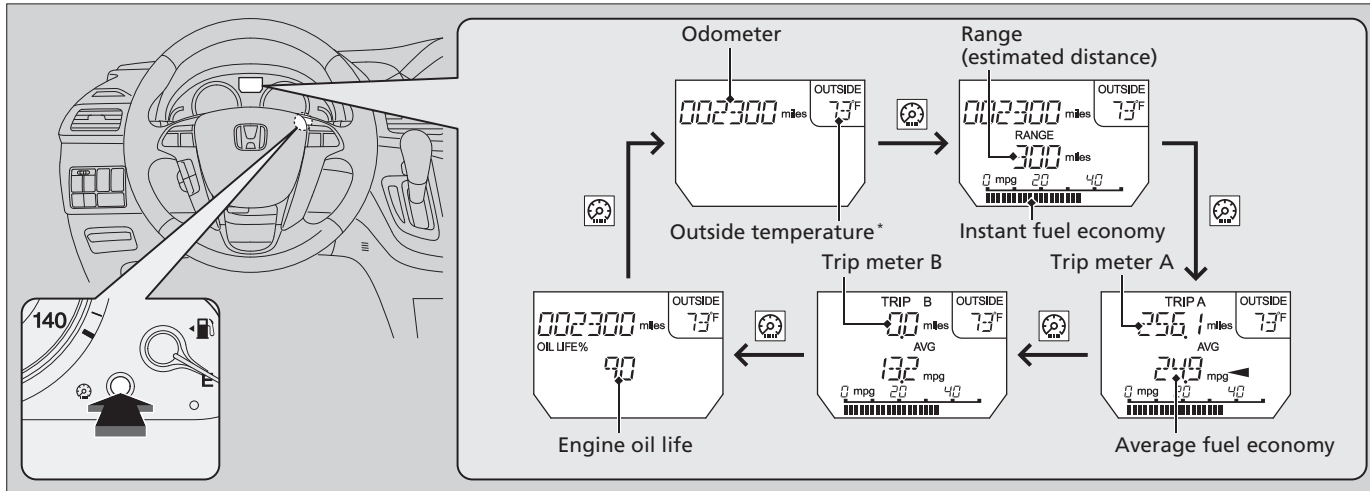 Odometer
002300 miles
OUTSIDE
73°F
Outside temperature*
Range
(estimated distance)
002300 miles
OUTSIDE
73°F
RANGE
300 miles
0 mpg 20 40
Instant fuel economy
Trip meter A
TRIP A
256.1 miles
OUTSIDE
73°F
AVG
24.9 mpg
0 mpg 20 40
Average fuel economy
Trip meter B
TRIP B
0.0 miles
OUTSIDE
73°F
AVG
13.2 mpg
0 mpg 20 40
002300 miles
OUTSIDE
73°F
OIL LIFE %
90
Engine oil life
140
E